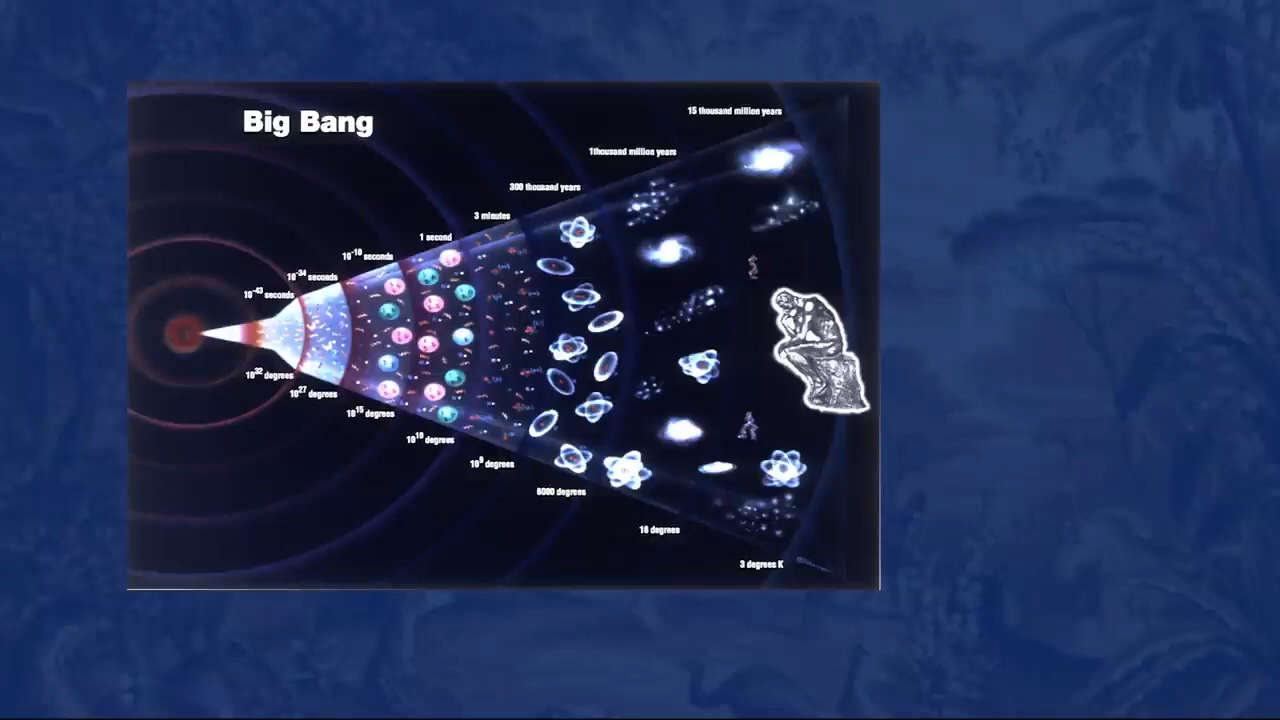 Big Bang
15 thousand million years
1thousand million years
300 thousand years
3 minutes
1 second
10⁻¹⁰ seconds
10⁻³⁴ seconds
10⁻⁴³ seconds
10³² degrees
10²⁷ degrees
10¹⁵ degrees
10¹⁰ degrees
10⁹ degrees
6000 degrees
18 degrees
3 degrees K